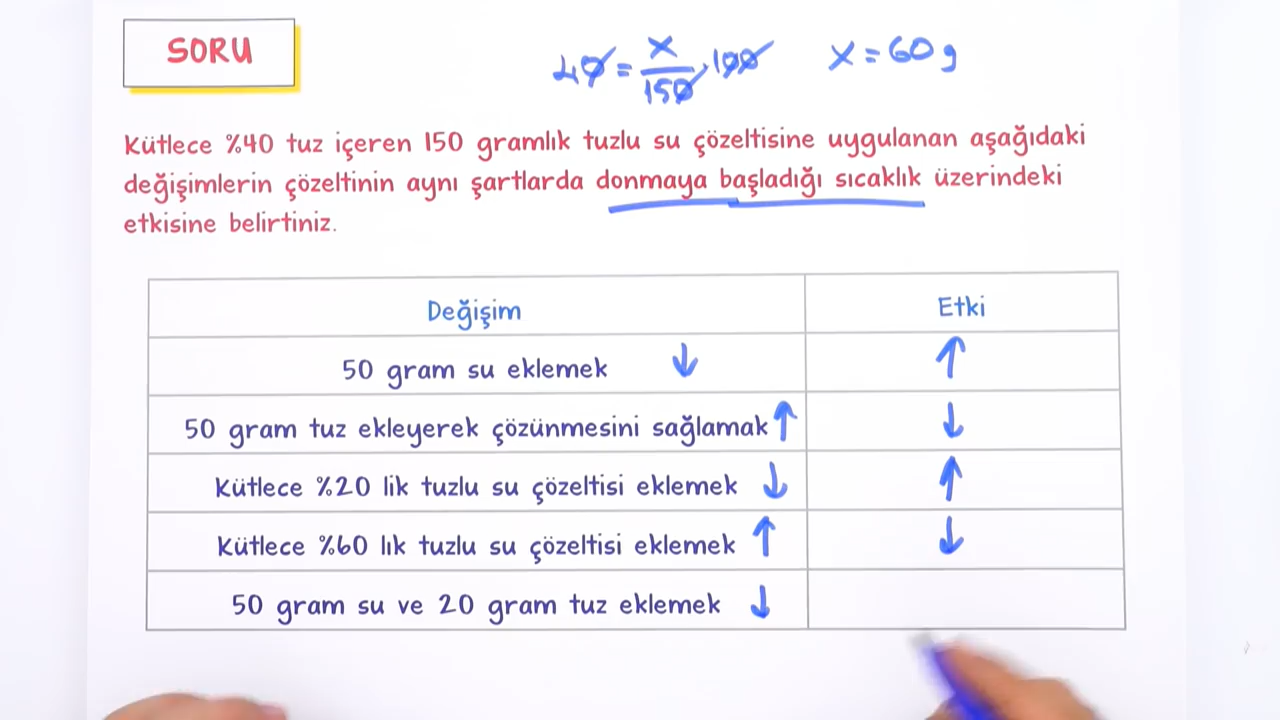 SORU
40 = x/150 . 100 x = 60 g
Kütlece %40 tuz içeren 150 gramlık tuzlu su çözeltisine uygulanan aşağıdaki
değişimlerin çözeltinin aynı şartlarda donmaya başladığı sıcaklık üzerindeki
etkisine belirtiniz.
Değişim Etki
50 gram su eklemek ↓ ↑
50 gram tuz ekleyerek çözünmesini sağlamak ↑ ↓
Kütlece %20 lik tuzlu su çözeltisi eklemek ↓ ↑
Kütlece %60 lık tuzlu su çözeltisi eklemek ↑ ↓
50 gram su ve 20 gram tuz eklemek ↓